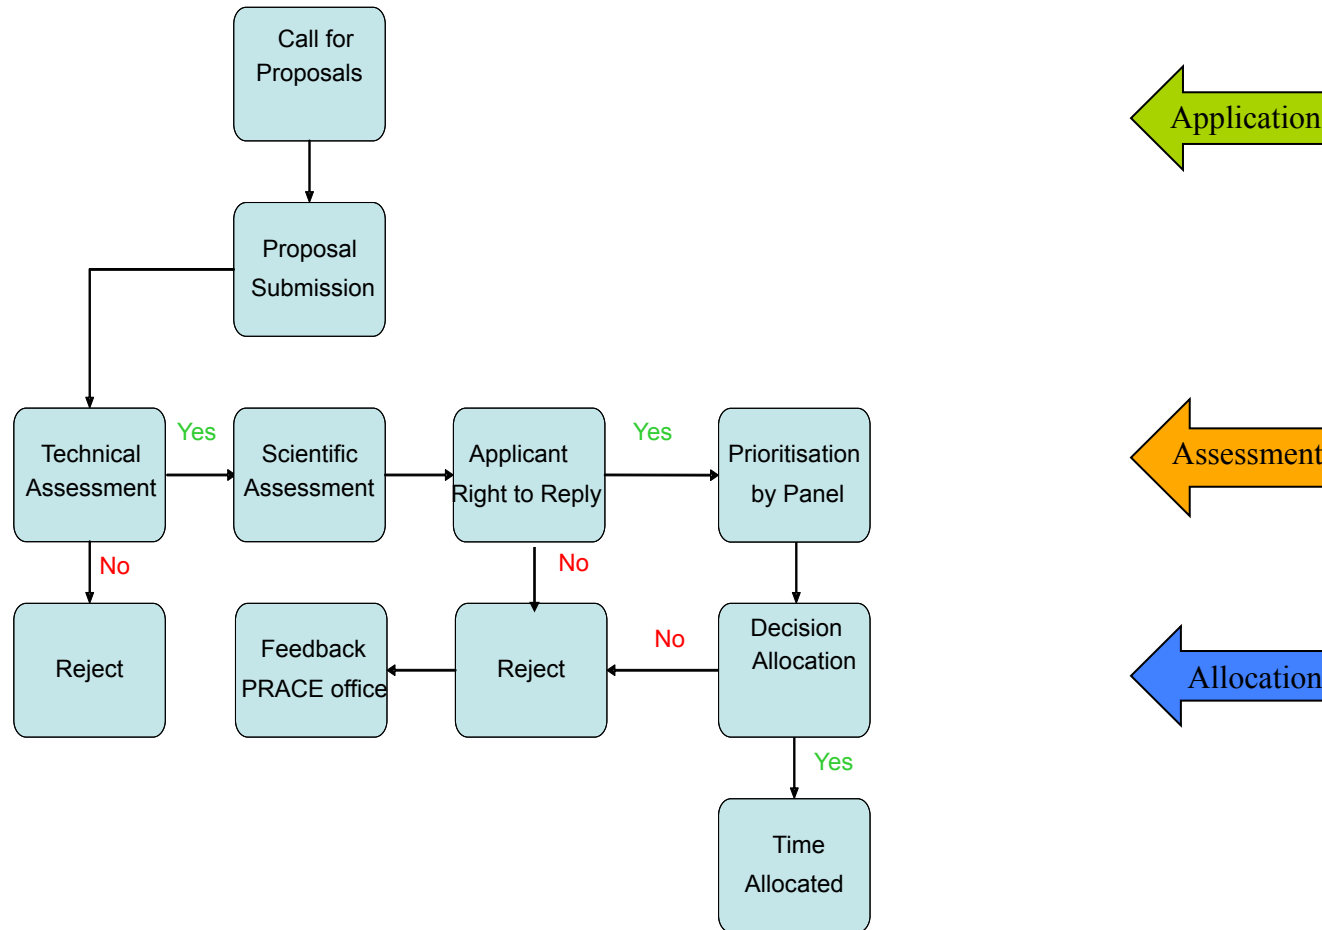 Call for
Proposals
Application
Proposal
Submission
Technical
Assessment
Yes
Scientific
Assessment
Applicant
Right to Reply
Yes
Prioritisation
by Panel
Assessment
No
No
Reject
Feedback
PRACE office
Reject
No
Decision
Allocation
Allocation
Yes
Time
Allocated